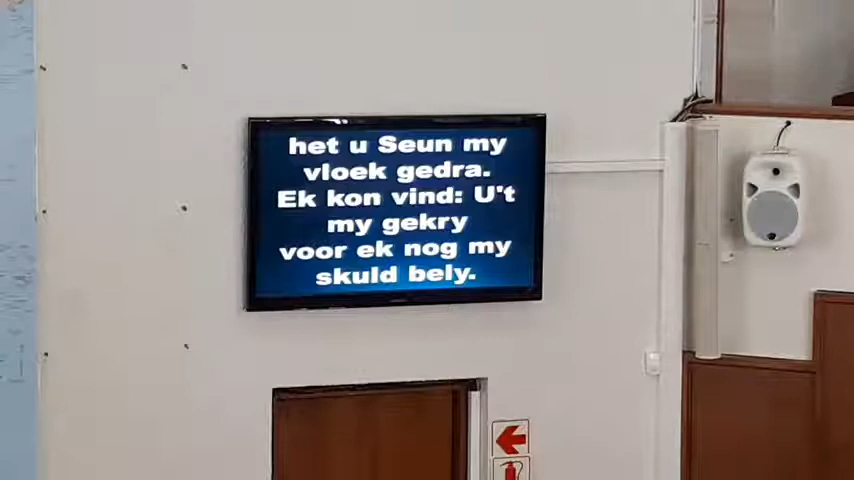 het u Seun my
vloek gedra.
Ek kon vind: U't
my gekry
voor ek nog my
skuld bely.